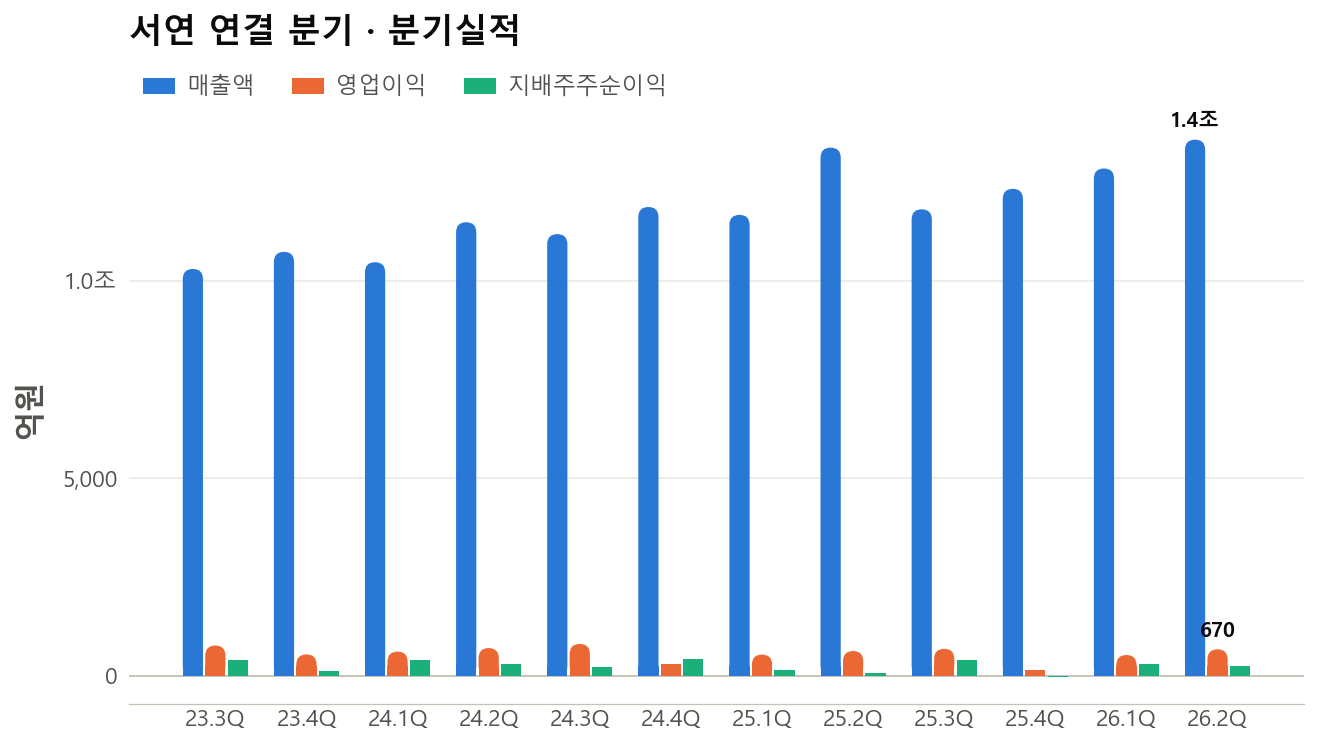 서연 연결 분기 · 분기실적
매출액 영업이익 지배주주순이익
1.4조
1.0조
억원
5,000
670
0
23.3Q 23.4Q 24.1Q 24.2Q 24.3Q 24.4Q 25.1Q 25.2Q 25.3Q 25.4Q 26.1Q 26.2Q